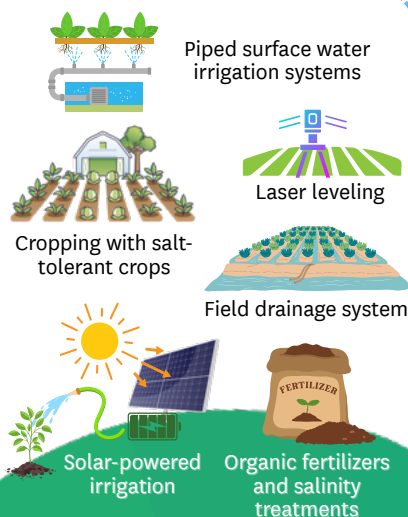 Piped surface water
irrigation systems
Laser leveling
Cropping with salt-
tolerant crops
Field drainage system
FERTILIZER
Solar-powered
irrigation
Organic fertilizers
and salinity
treatments